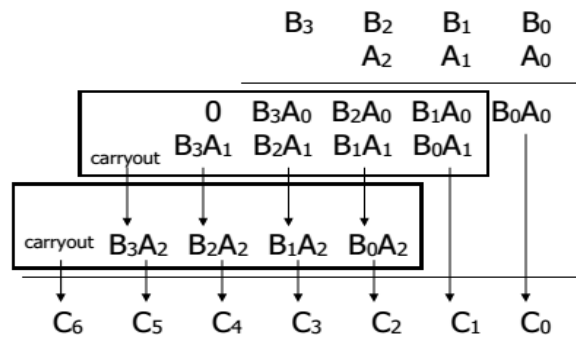 B₃ B₂ B₁ B₀
A₂ A₁ A₀
0 B₃A₀ B₂A₀ B₁A₀ B₀A₀
carryout B₃A₁ B₂A₁ B₁A₁ B₀A₁
carryout B₃A₂ B₂A₂ B₁A₂ B₀A₂
C₆ C₅ C₄ C₃ C₂ C₁ C₀